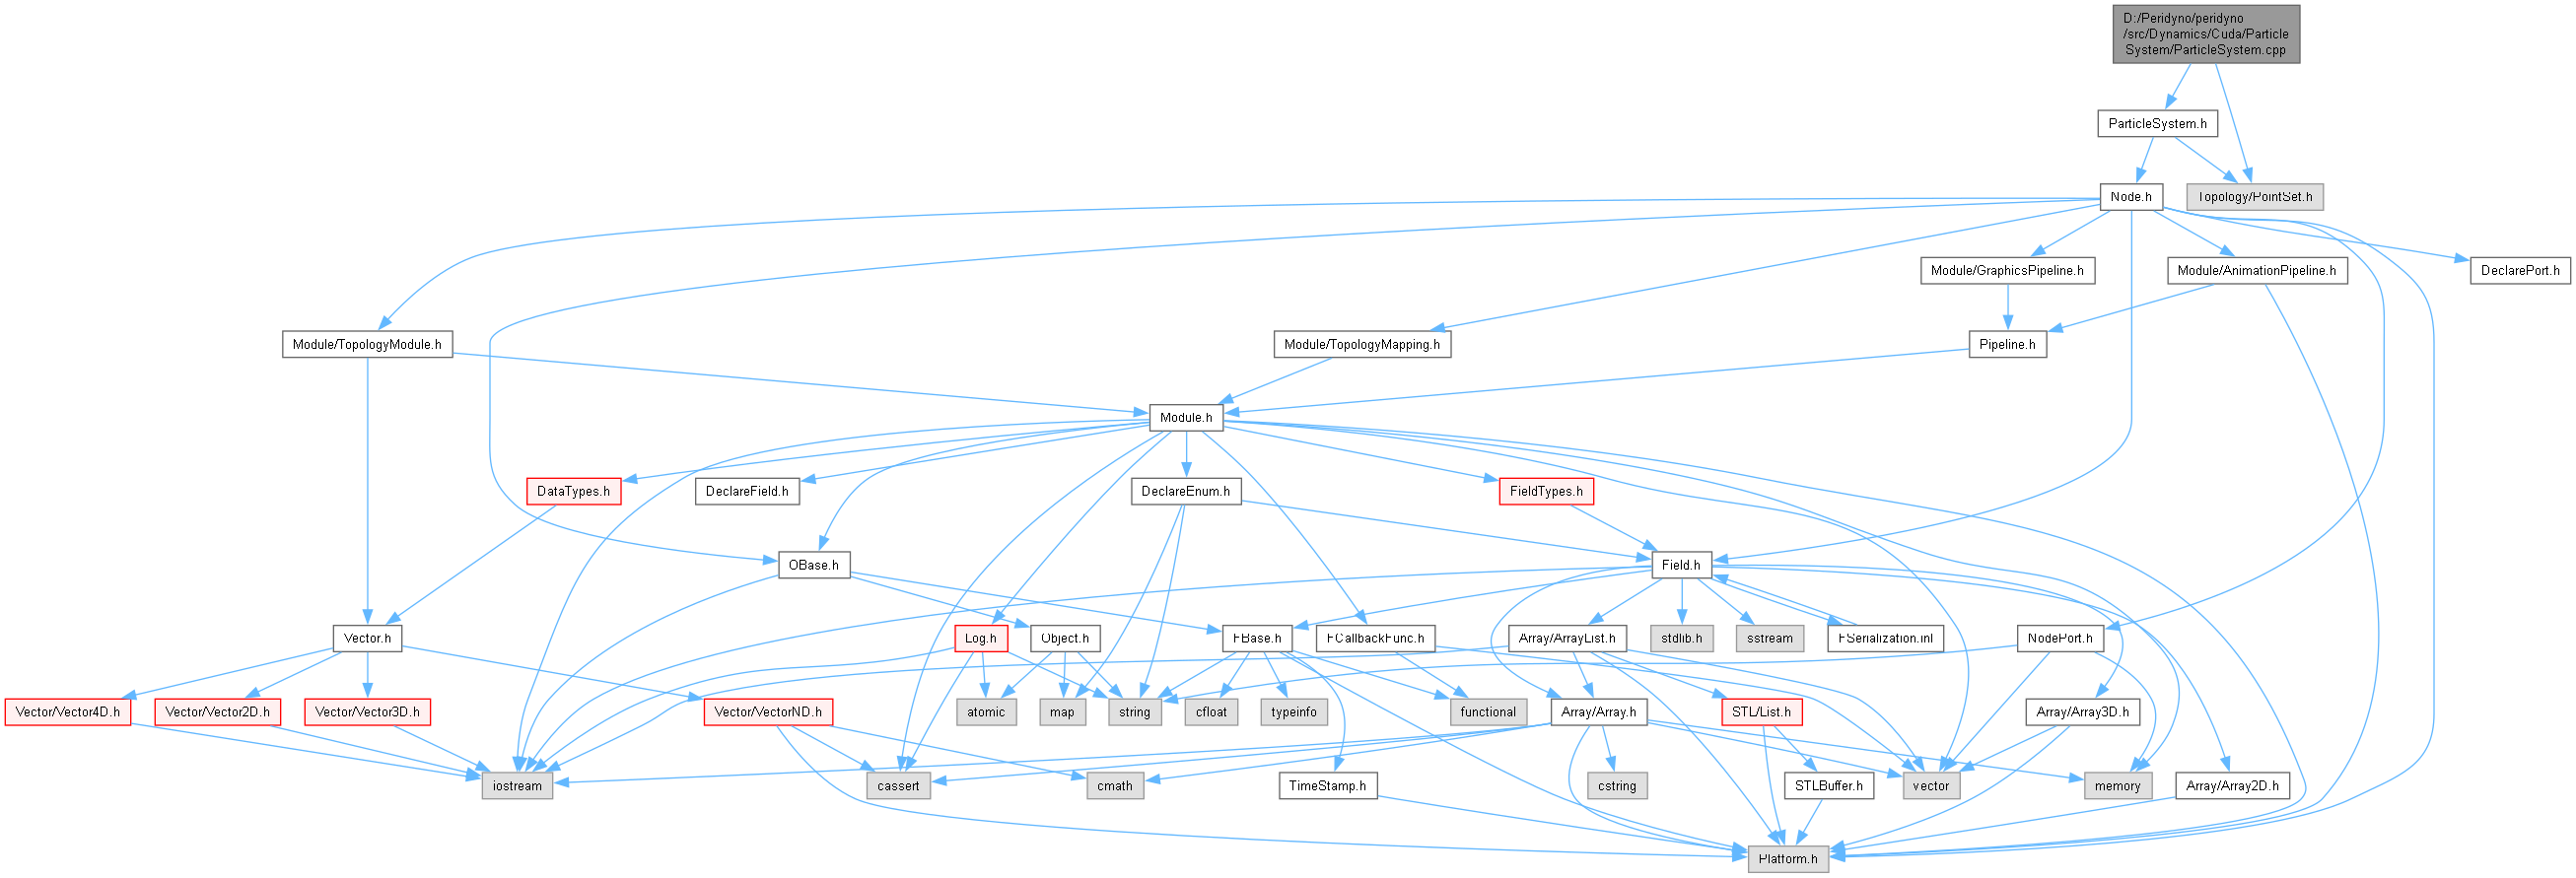 D:/Peridyno/peridyno
/src/Dynamics/Cuda/Particle
System/ParticleSystem.cpp
ParticleSystem.h
Node.h
Topology/PointSet.h
Module/GraphicsPipeline.h
Module/AnimationPipeline.h
DeclarePort.h
Module/TopologyModule.h
Module/TopologyMapping.h
Pipeline.h
Module.h
DataTypes.h
DeclareField.h
DeclareEnum.h
FieldTypes.h
OBase.h
Field.h
Vector.h
Log.h
Object.h
FBase.h
FCallbackFunc.h
Array/ArrayList.h
stdlib.h
sstream
FSerialization.inl
NodePort.h
Vector/Vector4D.h
Vector/Vector2D.h
Vector/Vector3D.h
Vector/VectorND.h
atomic
map
string
cfloat
typeinfo
functional
Array/Array.h
STL/List.h
Array/Array3D.h
iostream
cassert
cmath
TimeStamp.h
cstring
STLBuffer.h
vector
memory
Array/Array2D.h
Platform.h